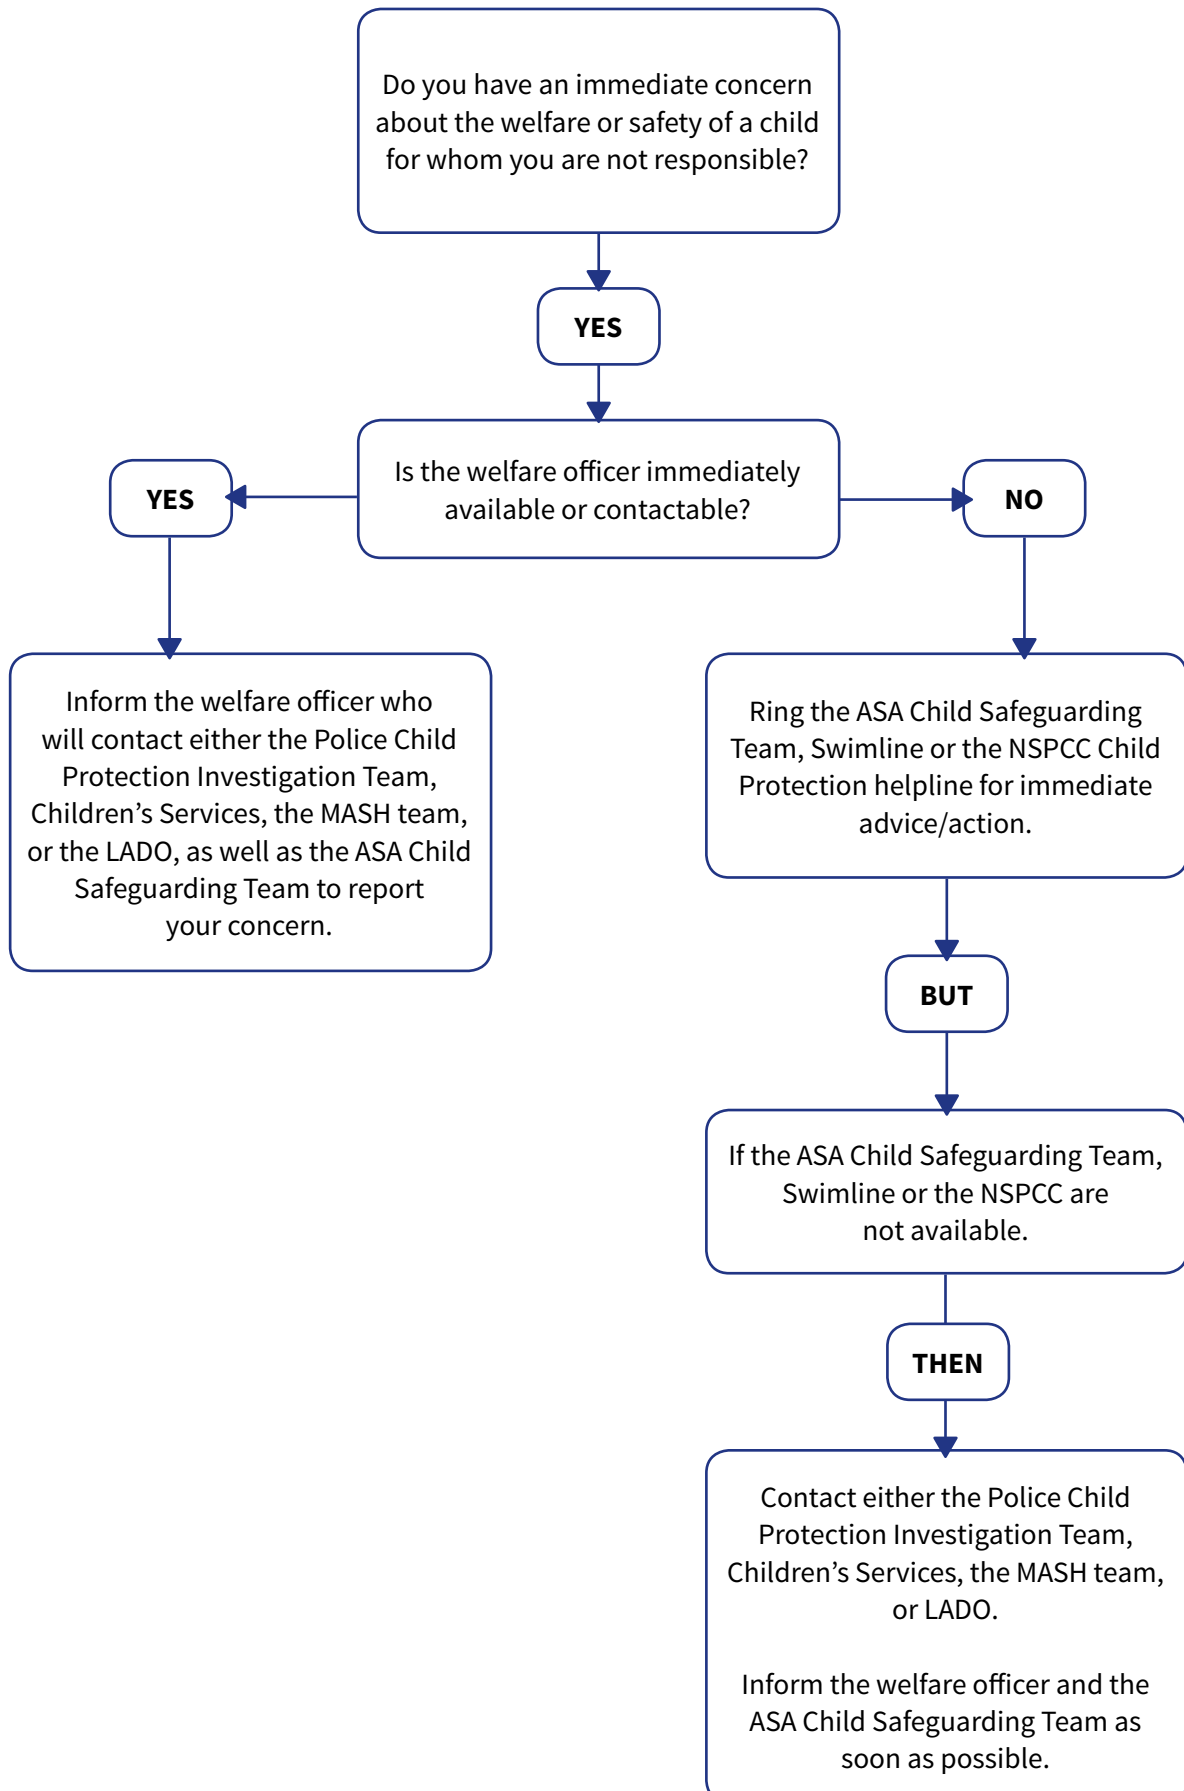 Do you have an immediate concern
about the welfare or safety of a child
for whom you are not responsible?
YES
Is the welfare officer immediately
available or contactable?
YES
NO
Inform the welfare officer who
will contact either the Police Child
Protection Investigation Team,
Children’s Services, the MASH team,
or the LADO, as well as the ASA Child
Safeguarding Team to report
your concern.
Ring the ASA Child Safeguarding
Team, Swimline or the NSPCC Child
Protection helpline for immediate
advice/action.
BUT
If the ASA Child Safeguarding Team,
Swimline or the NSPCC are
not available.
THEN
Contact either the Police Child
Protection Investigation Team,
Children’s Services, the MASH team,
or LADO.
Inform the welfare officer and the
ASA Child Safeguarding Team as
soon as possible.